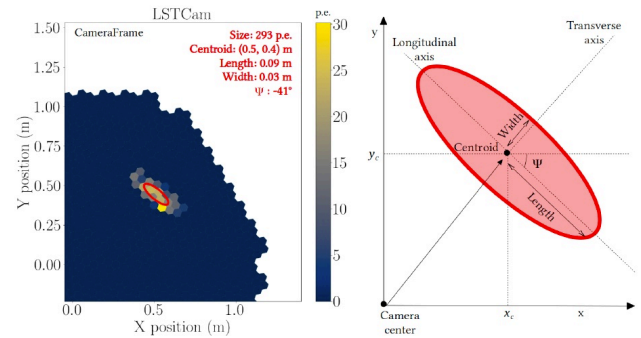 LSTCam
p.e.
1.50
1.25
1.00
0.75
0.50
0.25
0.00
Y position (m)
CameraFrame
Size: 293 p.e.
Centroid: (0.5, 0.4) m
Length: 0.09 m
Width: 0.03 m
Ψ : -41°
0.0
0.5
1.0
X position (m)
30
25
20
15
10
5
0
y
Longitudinal
axis
Transverse
axis
Width
Centroid
Ψ
Length
y_c
Camera
center
x_c
x